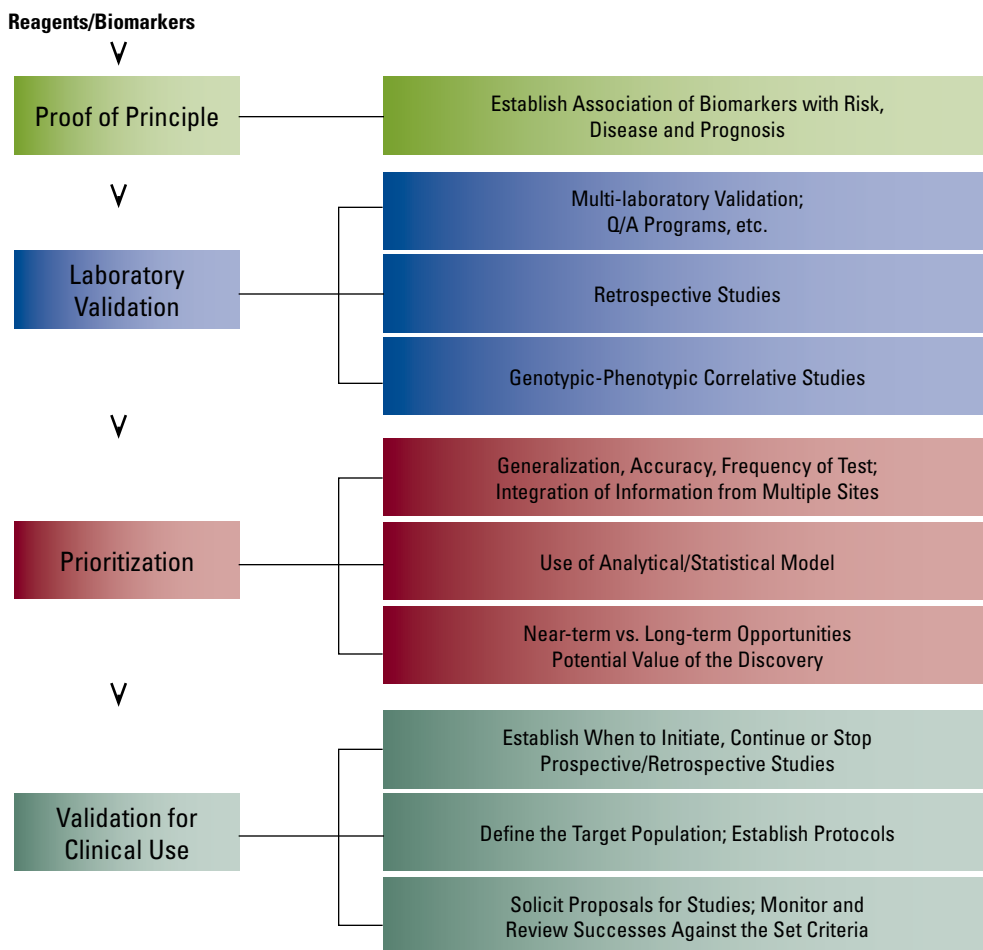 Reagents/Biomarkers
Proof of Principle
Establish Association of Biomarkers with Risk,
Disease and Prognosis
Laboratory
Validation
Multi-laboratory Validation;
Q/A Programs, etc.
Retrospective Studies
Genotypic-Phenotypic Correlative Studies
Prioritization
Generalization, Accuracy, Frequency of Test;
Integration of Information from Multiple Sites
Use of Analytical/Statistical Model
Near-term vs. Long-term Opportunities
Potential Value of the Discovery
Validation for
Clinical Use
Establish When to Initiate, Continue or Stop
Prospective/Retrospective Studies
Define the Target Population; Establish Protocols
Solicit Proposals for Studies; Monitor and
Review Successes Against the Set Criteria